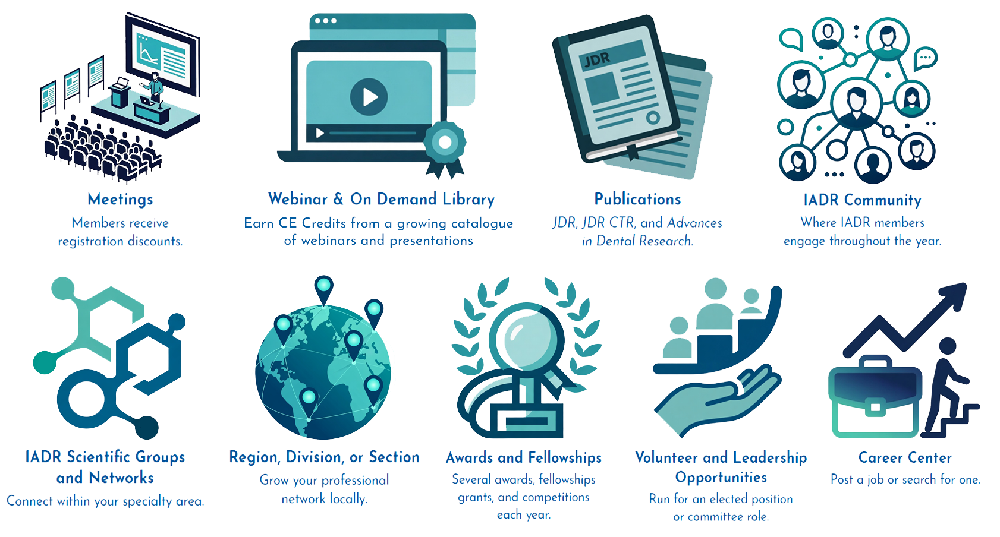 JDR
Meetings
Members receive
registration discounts.
Webinar & On Demand Library
Earn CE Credits from a growing catalogue
of webinars and presentations
Publications
JDR, JDR CTR, and Advances
in Dental Research.
IADR Community
Where IADR members
engage throughout the year.
IADR Scientific Groups
and Networks
Connect within your specialty area.
Region, Division, or Section
Grow your professional
network locally.
Awards and Fellowships
Several awards, fellowships
grants, and competitions
each year.
Volunteer and Leadership
Opportunities
Run for an elected position
or committee role.
Career Center
Post a job or search for one.